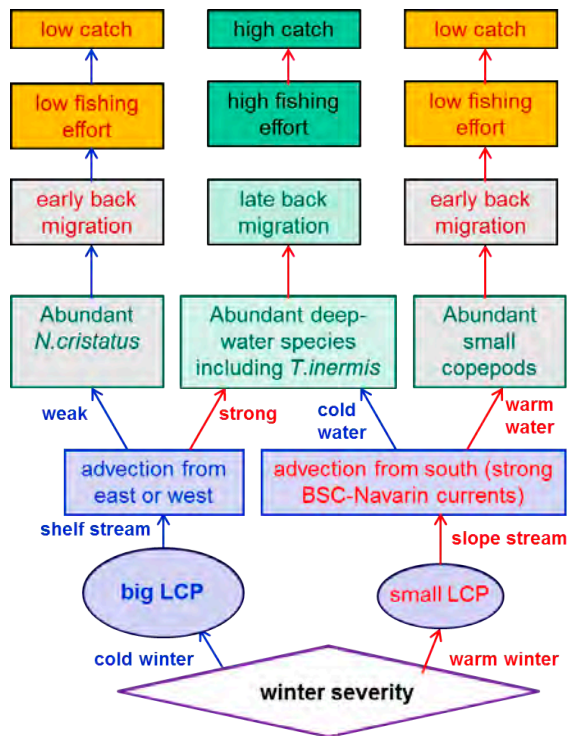 low catch
high catch
low catch
low fishing
effort
high fishing
effort
low fishing
effort
early back
migration
late back
migration
early back
migration
Abundant
N.cristatus
Abundant deep-
water species
including T.inermis
Abundant
small
copepods
weak
strong
cold
water
warm
water
advection from
east or west
advection from south (strong
BSC-Navarin currents)
shelf stream
slope stream
big LCP
small LCP
cold winter
warm winter
winter severity